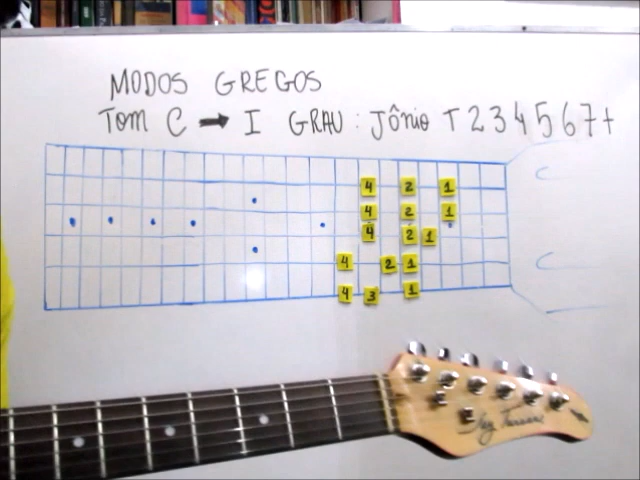 MODOS GREGOS
Tom C → I GRAU : Jônio T 2 3 4 5 6 7+
4 2 1
4 2 1
4 2 1
4 2 1
4 3 1
C
C